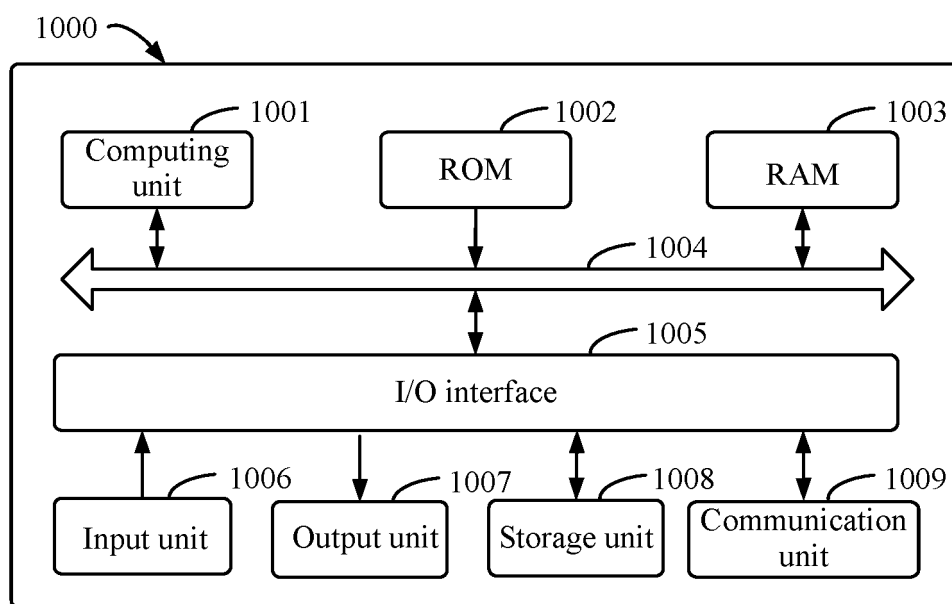 1000
1001
1002
1003
Computing
unit
ROM
RAM
1004
1005
I/O interface
1006
1007
1008
1009
Input unit
Output unit
Storage unit
Communication
unit